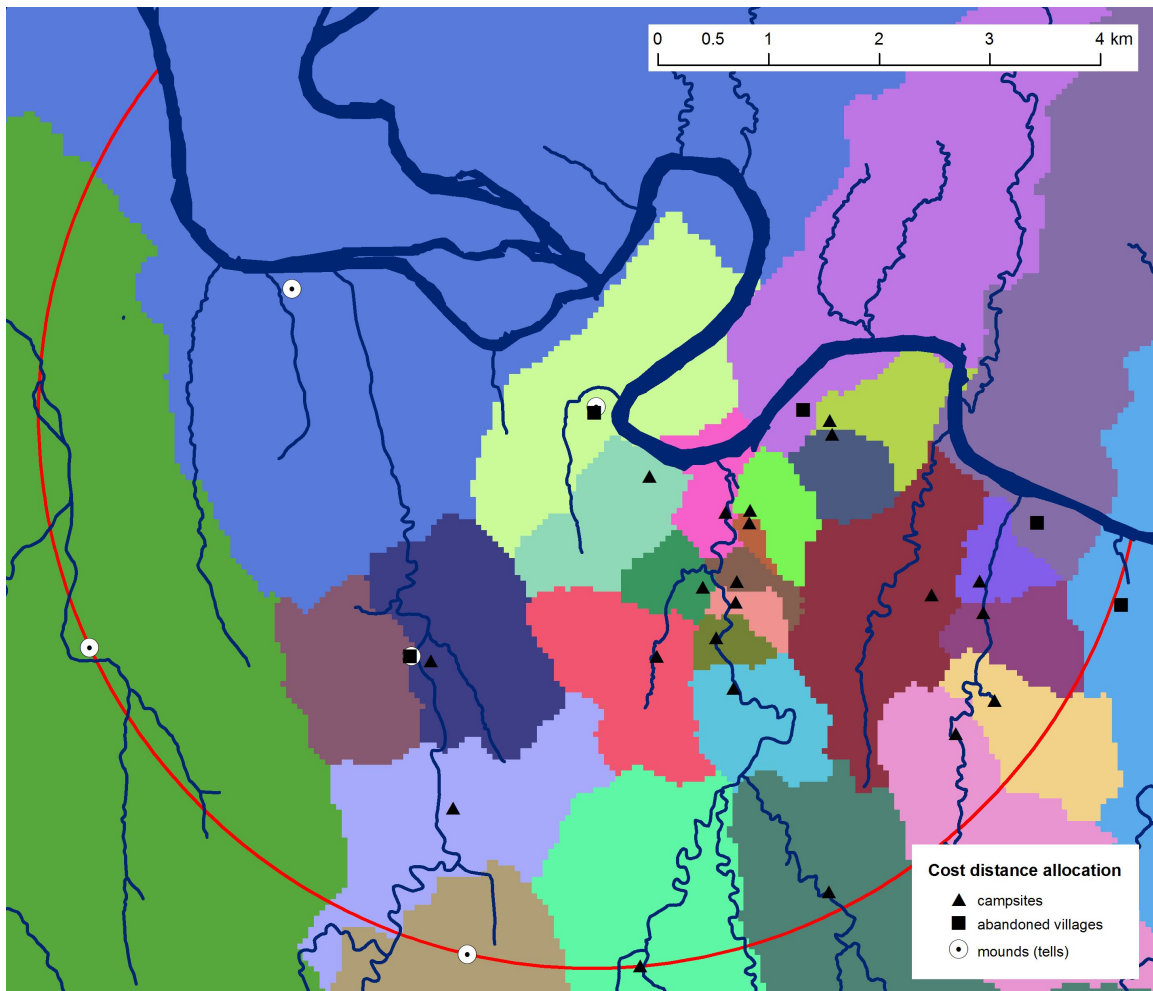 0 0.5 1 2 3 4 km
Cost distance allocation
campsites
abandoned villages
mounds (tells)